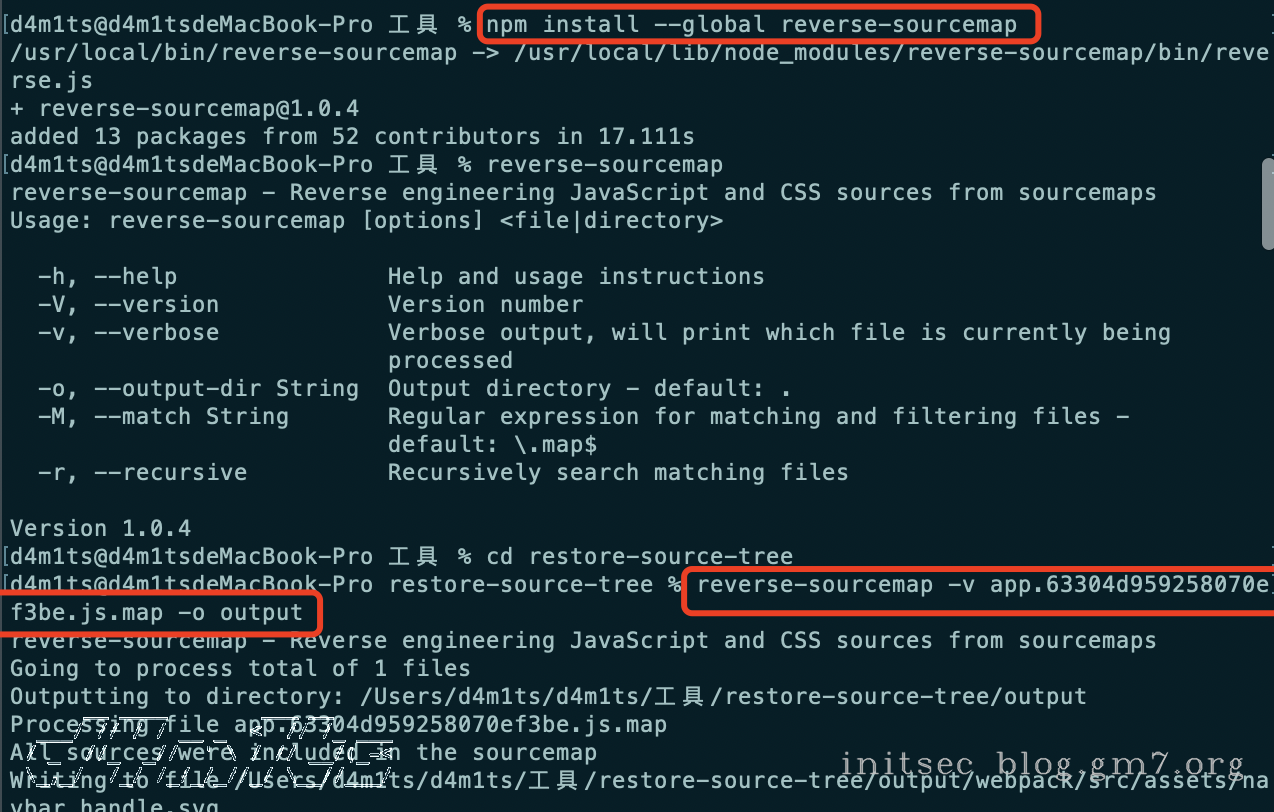 [d4m1ts@d4m1tsdeMacBook-Pro 工具 % npm install --global reverse-sourcemap
/usr/local/bin/reverse-sourcemap -> /usr/local/lib/node_modules/reverse-sourcemap/bin/reve
rse.js
+ reverse-sourcemap@1.0.4
added 13 packages from 52 contributors in 17.111s
[d4m1ts@d4m1tsdeMacBook-Pro 工具 % reverse-sourcemap
reverse-sourcemap - Reverse engineering JavaScript and CSS sources from sourcemaps
Usage: reverse-sourcemap [options] <file|directory>
-h, --help Help and usage instructions
-V, --version Version number
-v, --verbose Verbose output, will print which file is currently being
processed
-o, --output-dir String Output directory - default: .
-M, --match String Regular expression for matching and filtering files -
default: \.map$
-r, --recursive Recursively search matching files
Version 1.0.4
[d4m1ts@d4m1tsdeMacBook-Pro 工具 % cd restore-source-tree
[d4m1ts@d4m1tsdeMacBook-Pro restore-source-tree % reverse-sourcemap -v app.63304d959258070e
f3be.js.map -o output
reverse-sourcemap - Reverse engineering JavaScript and CSS sources from sourcemaps
Going to process total of 1 files
Outputting to directory: /Users/d4m1ts/d4m1ts/工具/restore-source-tree/output
Processing file app.63304d959258070ef3be.js.map
All sources were included in the sourcemap
Writing to file /Users/d4m1ts/d4m1ts/工具/restore-source-tree/output/webpack/src/assets/na
vbar_handle.svg
initsec blog.gm7.org